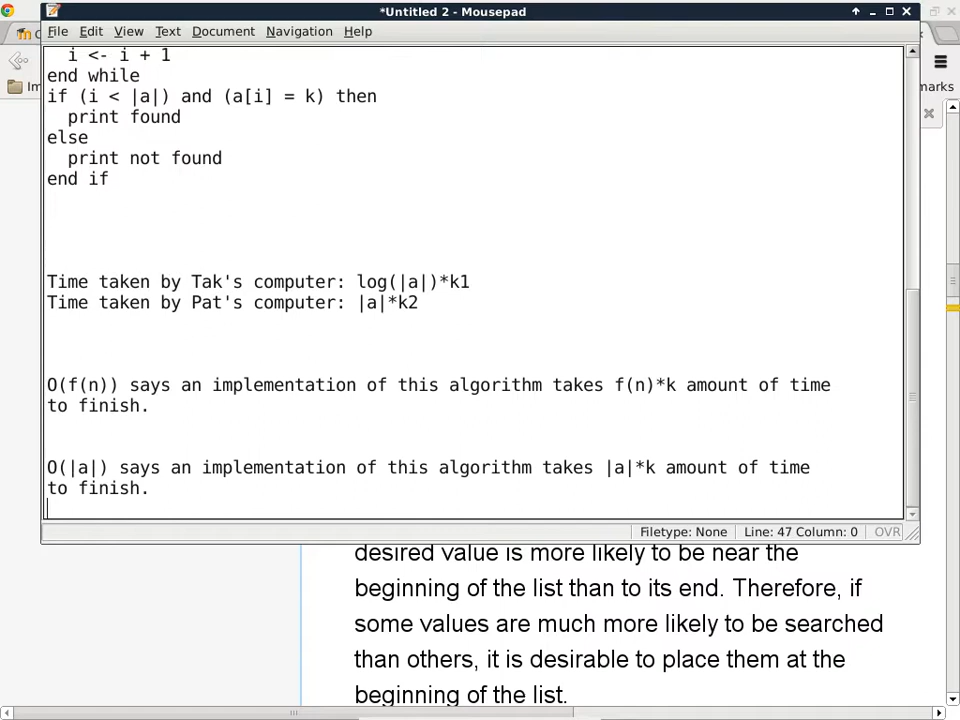 *Untitled 2 - Mousepad
File Edit View Text Document Navigation Help
i <- i + 1
end while
if (i < |a|) and (a[i] = k) then
print found
else
print not found
end if
Time taken by Tak's computer: log(|a|)*k1
Time taken by Pat's computer: |a|*k2
O(f(n)) says an implementation of this algorithm takes f(n)*k amount of time
to finish.
O(|a|) says an implementation of this algorithm takes |a|*k amount of time
to finish.
Filetype: None Line: 47 Column: 0 OVR
desired value is more likely to be near the
beginning of the list than to its end. Therefore, if
some values are much more likely to be searched
than others, it is desirable to place them at the
beginning of the list.